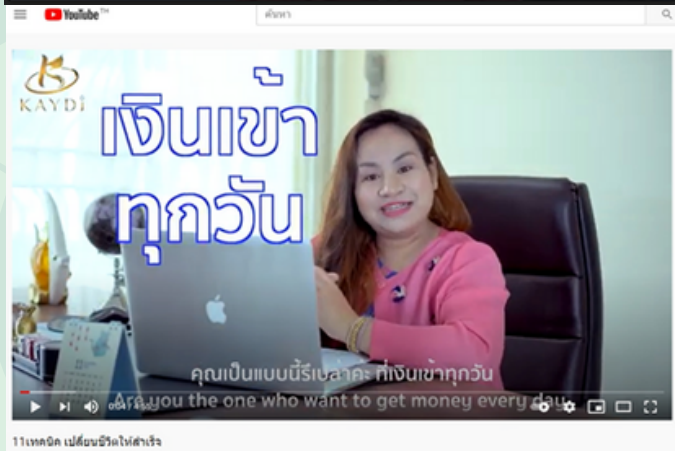 YouTube TH
ค้นหา
KAYDI
เงินเข้า
ทุกวัน
คุณเป็นแบบนี้รึเปล่าคะ ที่เงินเข้าทุกวัน
Are you the one who want to get money every day
11เทคนิค เปลี่ยนชีวิตให้สำเร็จ